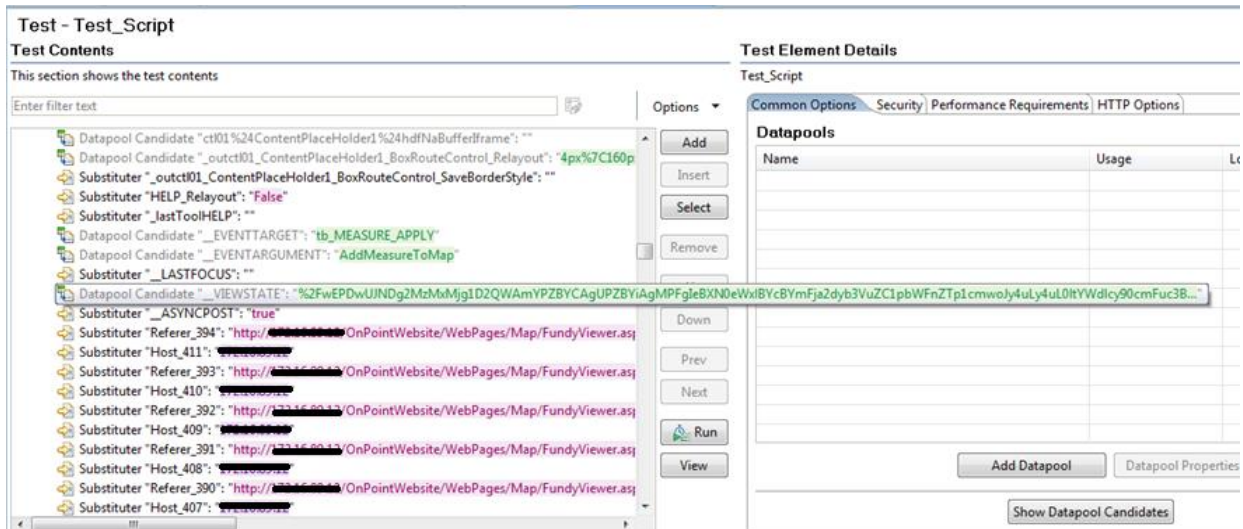 Test - Test_Script
Test Contents
This section shows the test contents
Enter filter text
Options
Datapool Candidate "ctl01%24ContentPlaceHolder1%24hdfNaBufferIframe": ""
Datapool Candidate "_outctl01_ContentPlaceHolder1_BoxRouteControl_Relayout": "4px%7C160p
Substituter "_outctl01_ContentPlaceHolder1_BoxRouteControl_SaveBorderStyle": ""
Substituter "HELP_Relayout": "False"
Substituter "_lastToolHELP": ""
Datapool Candidate "__EVENTTARGET": "tb_MEASURE_APPLY"
Datapool Candidate "__EVENTARGUMENT": "AddMeasureToMap"
Substituter "__LASTFOCUS": ""
Datapool Candidate "__VIEWSTATE":
Substituter "__ASYNCPOST": "true"
Substituter "Referer_394": "http:// /OnPointWebsite/WebPages/Map/FundyViewer.asp
Substituter "Host_411": "
Substituter "Referer_393": "http:// /OnPointWebsite/WebPages/Map/FundyViewer.asp
Substituter "Host_410": "
Substituter "Referer_392": "http:// /OnPointWebsite/WebPages/Map/FundyViewer.asp
Substituter "Host_409": "
Substituter "Referer_391": "http:// /OnPointWebsite/WebPages/Map/FundyViewer.asp
Substituter "Host_408": "
Substituter "Referer_390": "http:// /OnPointWebsite/WebPages/Map/FundyViewer.asp
Substituter "Host_407": "
Add
Insert
Select
Remove
Down
Prev
Next
Run
View
Test Element Details
Test_Script
Common Options Security Performance Requirements HTTP Options
Datapools
Name Usage Lo
Add Datapool Datapool Properties
Show Datapool Candidates